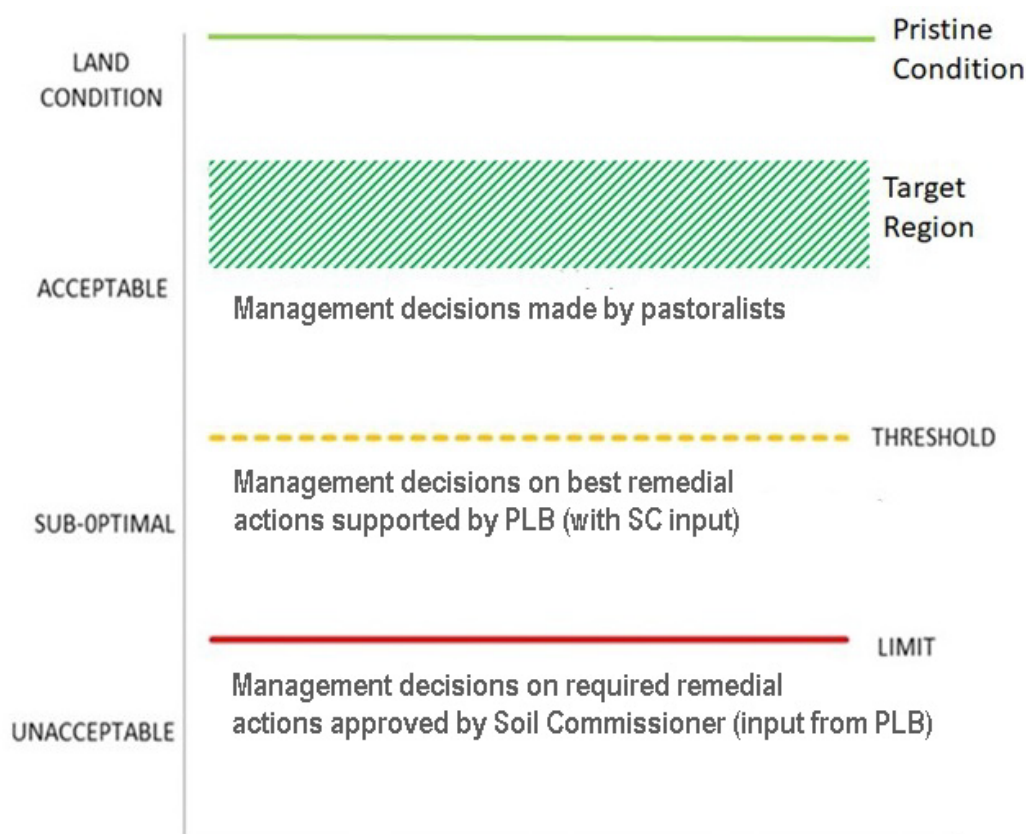 Pristine
Condition
LAND
CONDITION
Target
Region
ACCEPTABLE
Management decisions made by pastoralists
THRESHOLD
Management decisions on best remedial
actions supported by PLB (with SC input)
SUB-OPTIMAL
LIMIT
Management decisions on required remedial
actions approved by Soil Commissioner (input from PLB)
UNACCEPTABLE